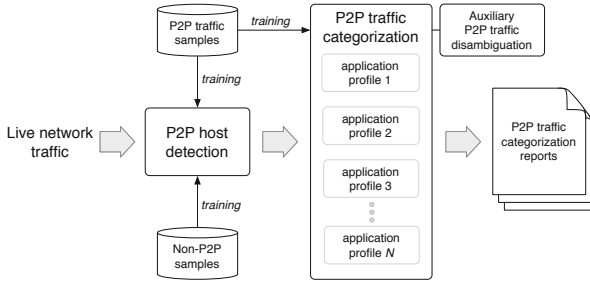 P2P traffic
samples
training
P2P traffic
categorization
Auxiliary
P2P traffic
disambiguation
training
application
profile 1
Live network
traffic
P2P host
detection
application
profile 2
P2P traffic
categorization
reports
application
profile 3
training
Non-P2P
samples
application
profile N